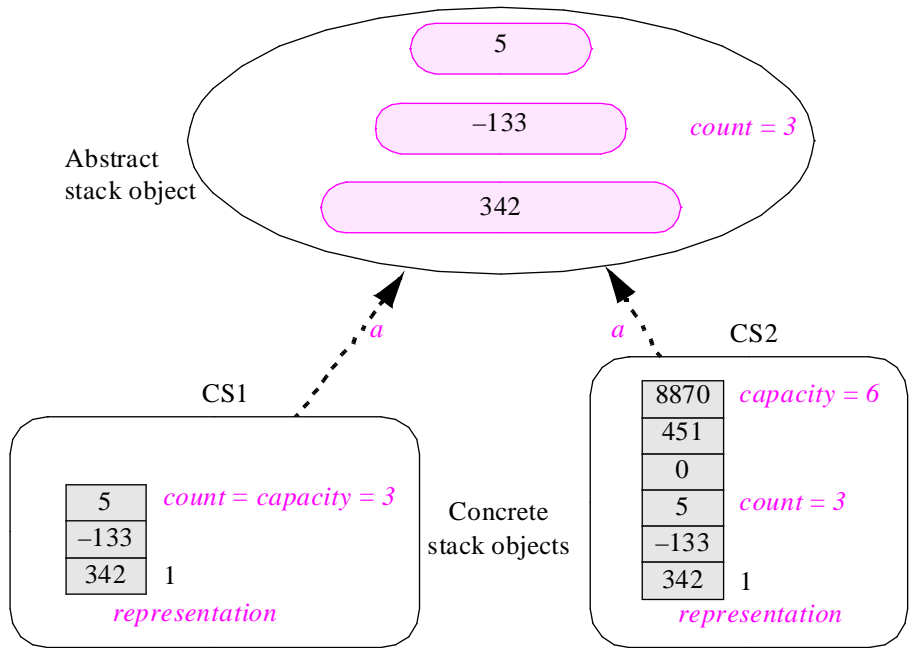 5
–133
count = 3
Abstract
stack object
342
a
a
CS2
CS1
8870
capacity = 6
451
0
5
count = capacity = 3
5
count = 3
Concrete
stack objects
–133
–133
342
1
342
1
representation
representation